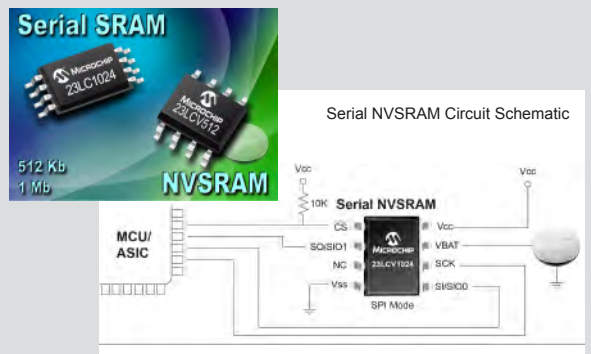 Serial SRAM
MICROCHIP
23LC1024
MICROCHIP
23LCV512
512 Kb
1 Mb
NVSRAM
Serial NVSRAM Circuit Schematic
Vcc
Vcc
10K
Serial NVSRAM
MCU/
ASIC
CS
SO/SIO1
NC
Vss
MICROCHIP
23LCV1024
Vcc
VBAT
SCK
SI/SIO0
SPI Mode